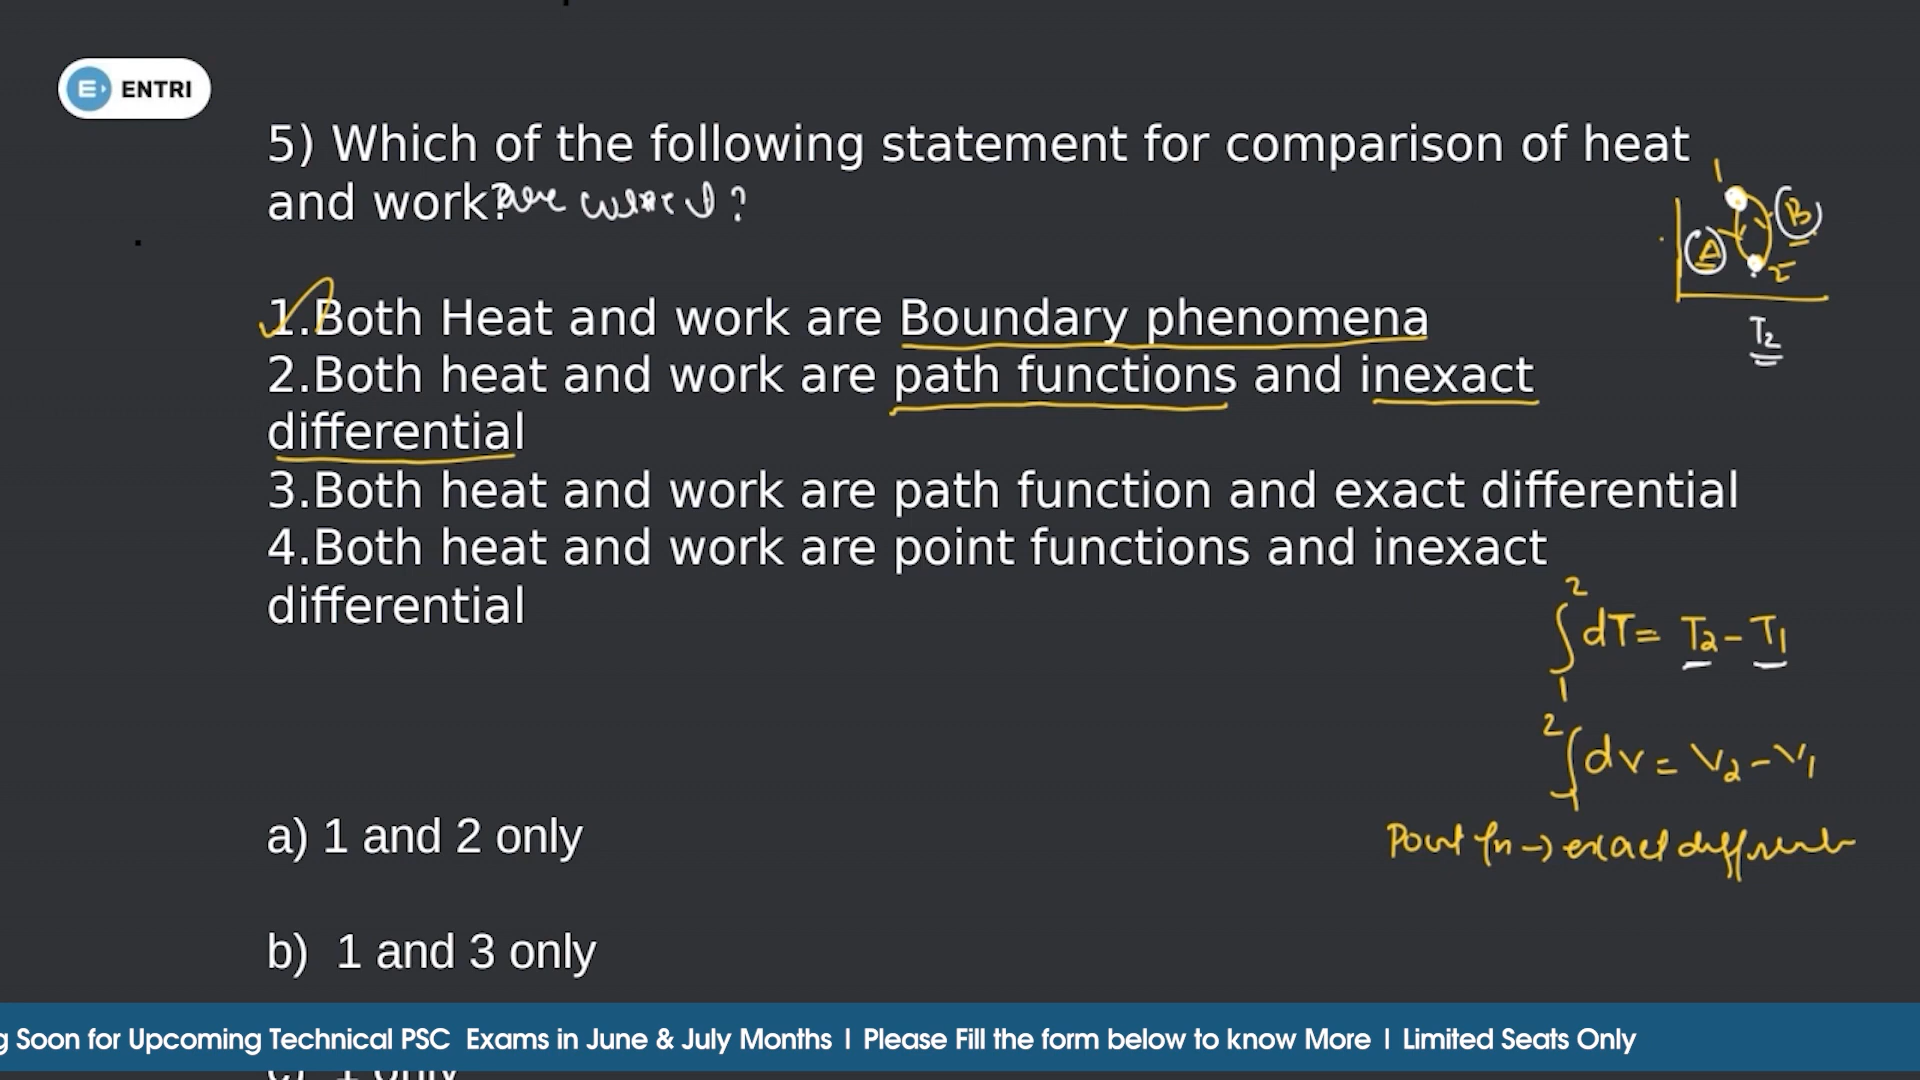 ENTRI
5) Which of the following statement for comparison of heat
and work? are correct?
1.Both Heat and work are Boundary phenomena
2.Both heat and work are path functions and inexact
differential
3.Both heat and work are path function and exact differential
4.Both heat and work are point functions and inexact
differential
1
B
A
2
T₂
∫₁² dT = T₂ - T₁
∫₁² dv = V₂ - V₁
Point fn → exact different
a) 1 and 2 only
b) 1 and 3 only
g Soon for Upcoming Technical PSC Exams in June & July Months | Please Fill the form below to know More | Limited Seats Only
c) 1 only